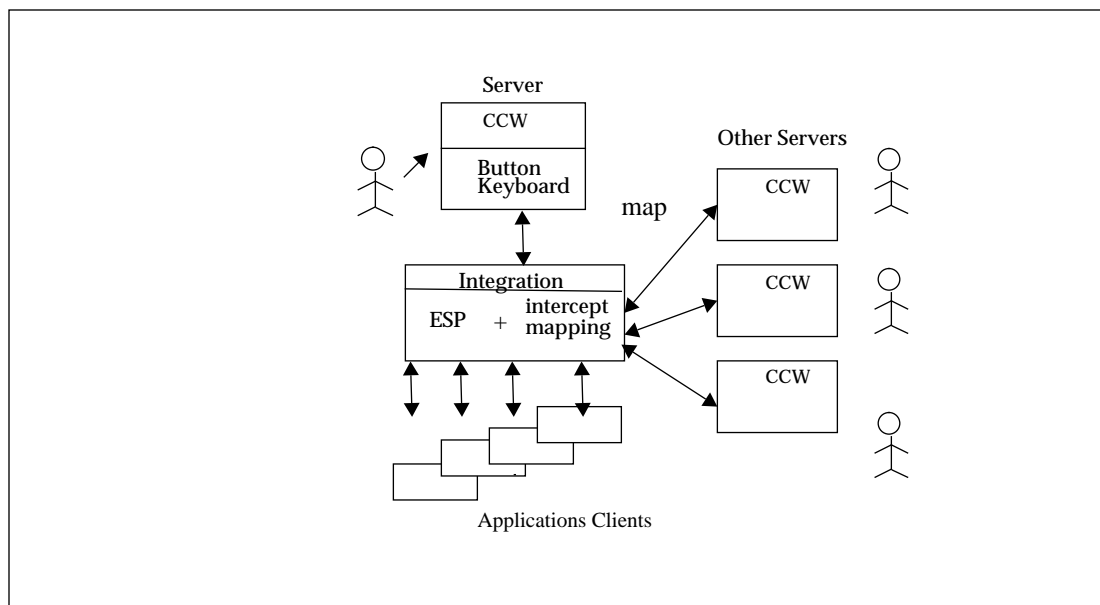 Server
CCW
Button
Keyboard
Other Servers
CCW
map
CCW
CCW
Integration
ESP + intercept
mapping
Applications Clients